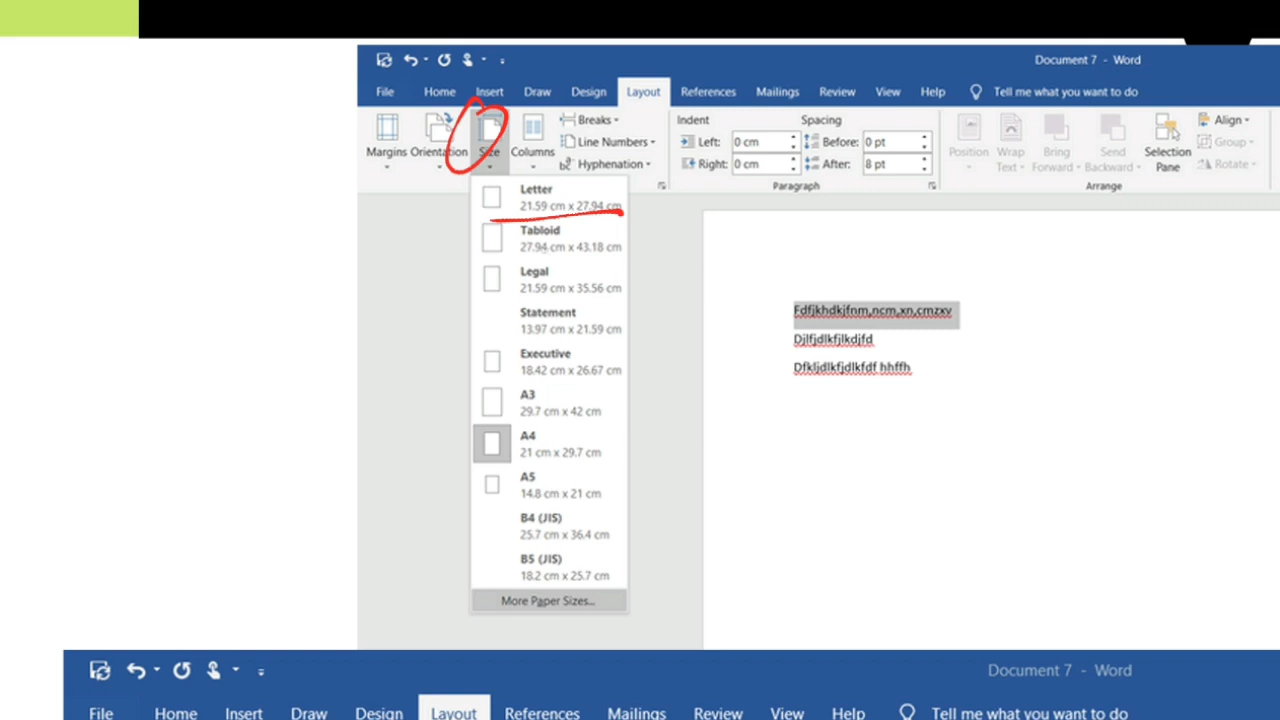 Document 7 - Word
File Home Insert Draw Design Layout References Mailings Review View Help Tell me what you want to do
Margins Orientation Size Columns
Breaks
Line Numbers
Hyphenation
Indent
Left: 0 cm
Right: 0 cm
Spacing
Before: 0 pt
After: 8 pt
Paragraph
Position
Wrap Text
Bring Forward
Send Backward
Selection Pane
Align
Group
Rotate
Arrange
Letter
21.59 cm x 27.94 cm
Tabloid
27.94 cm x 43.18 cm
Legal
21.59 cm x 35.56 cm
Statement
13.97 cm x 21.59 cm
Executive
18.42 cm x 26.67 cm
A3
29.7 cm x 42 cm
A4
21 cm x 29.7 cm
A5
14.8 cm x 21 cm
B4 (JIS)
25.7 cm x 36.4 cm
B5 (JIS)
18.2 cm x 25.7 cm
More Paper Sizes...
Fdfjkhdkjfnm,ncm,xn,cmzxv
Djlfjdlkfjlkdjfd
Dfkljdlkfjdlkfdf hhffh
Document 7 - Word
File Home Insert Draw Design Layout References Mailings Review View Help Tell me what you want to do